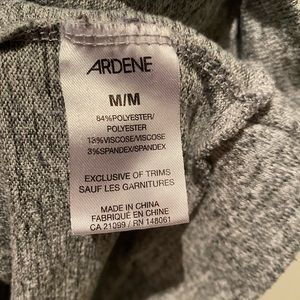 ARDENE
M/M
84%POLYESTER/
POLYESTER
13%VISCOSE/VISCOSE
3%SPANDEX/SPANDEX
EXCLUSIVE OF TRIMS
SAUF LES GARNITURES
MADE IN CHINA
FABRIQUÉ EN CHINE
CA 21099 / RN 148061